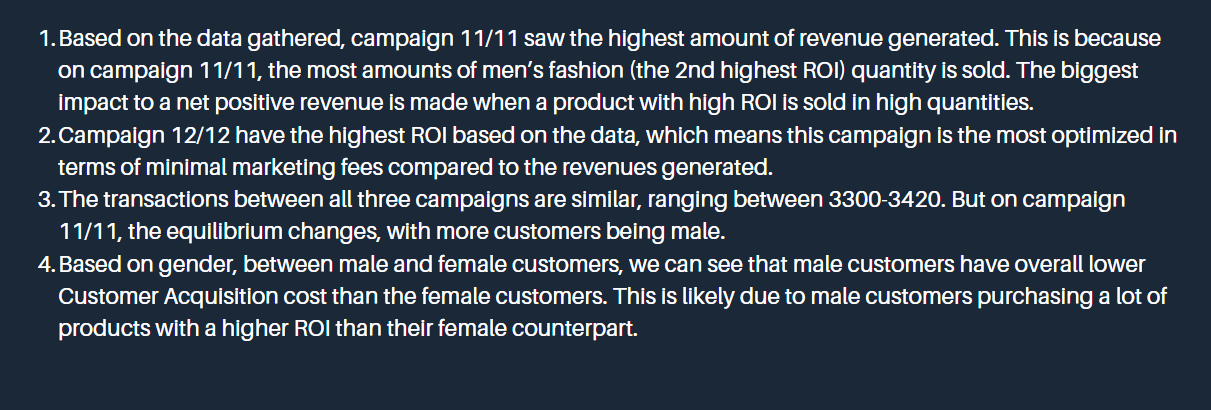 1. Based on the data gathered, campaign 11/11 saw the highest amount of revenue generated. This is because
on campaign 11/11, the most amounts of men's fashion (the 2nd highest ROI) quantity is sold. The biggest
impact to a net positive revenue is made when a product with high ROI is sold in high quantities.
2. Campaign 12/12 have the highest ROI based on the data, which means this campaign is the most optimized in
terms of minimal marketing fees compared to the revenues generated.
3. The transactions between all three campaigns are similar, ranging between 3300-3420. But on campaign
11/11, the equilibrium changes, with more customers being male.
4. Based on gender, between male and female customers, we can see that male customers have overall lower
Customer Acquisition cost than the female customers. This is likely due to male customers purchasing a lot of
products with a higher ROI than their female counterpart.